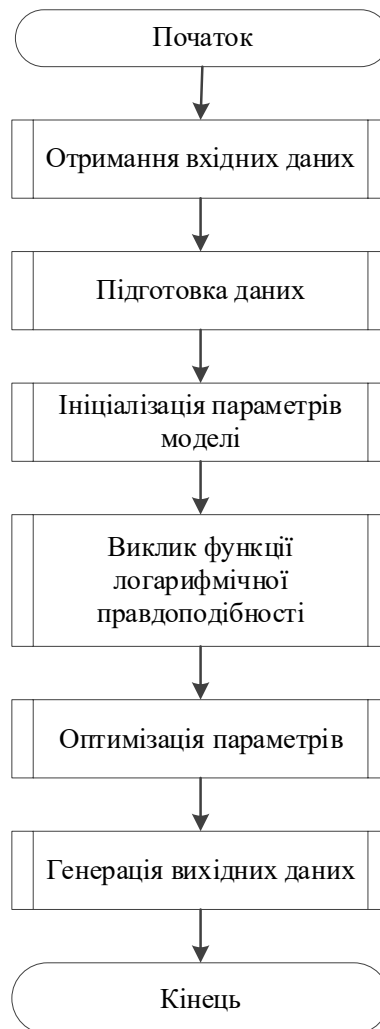 Початок
Отримання вхідних даних
Підготовка даних
Ініціалізація параметрів
моделі
Виклик функції
логарифмічної
правдоподібності
Оптимізація параметрів
Генерація вихідних даних
Кінець